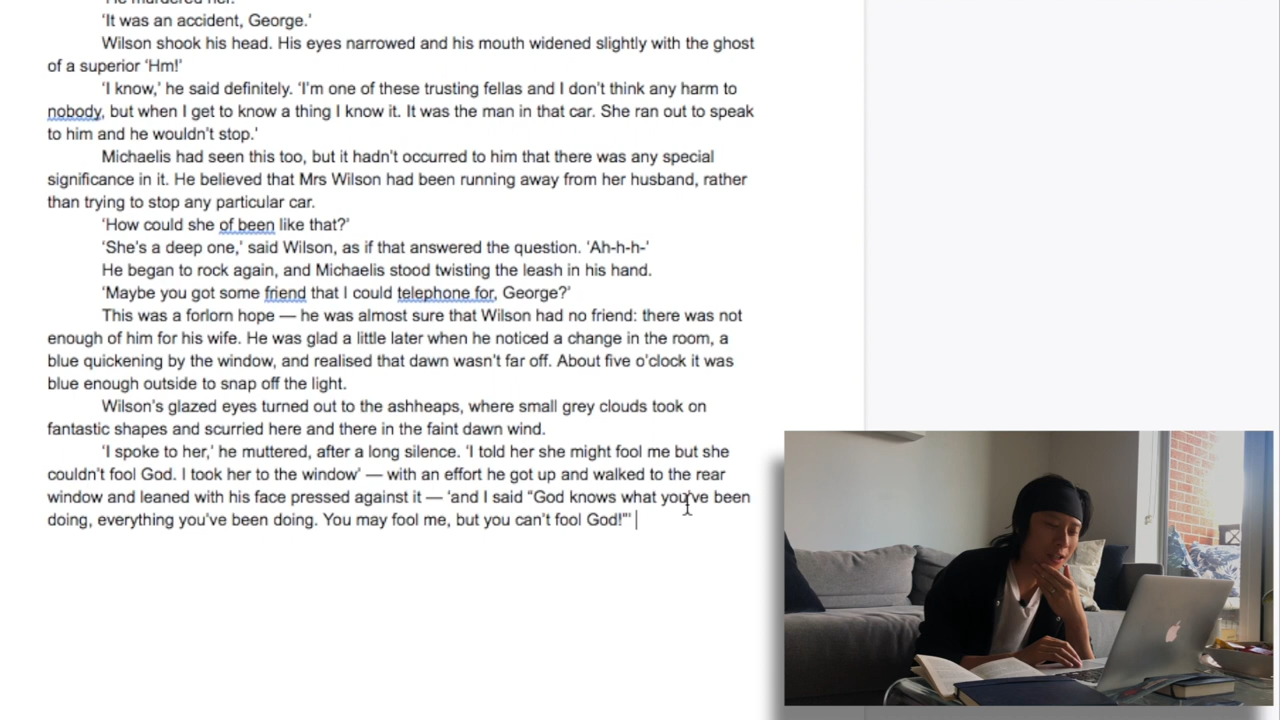 'He murdered her.'
'It was an accident, George.'
Wilson shook his head. His eyes narrowed and his mouth widened slightly with the ghost
of a superior 'Hm!'
'I know,' he said definitely. 'I'm one of these trusting fellas and I don't think any harm to
nobody, but when I get to know a thing I know it. It was the man in that car. She ran out to speak
to him and he wouldn't stop.'
Michaelis had seen this too, but it hadn't occurred to him that there was any special
significance in it. He believed that Mrs Wilson had been running away from her husband, rather
than trying to stop any particular car.
'How could she of been like that?'
'She's a deep one,' said Wilson, as if that answered the question. 'Ah-h-h-'
He began to rock again, and Michaelis stood twisting the leash in his hand.
'Maybe you got some friend that I could telephone for, George?'
This was a forlorn hope — he was almost sure that Wilson had no friend: there was not
enough of him for his wife. He was glad a little later when he noticed a change in the room, a
blue quickening by the window, and realised that dawn wasn't far off. About five o'clock it was
blue enough outside to snap off the light.
Wilson's glazed eyes turned out to the ashheaps, where small grey clouds took on
fantastic shapes and scurried here and there in the faint dawn wind.
'I spoke to her,' he muttered, after a long silence. 'I told her she might fool me but she
couldn't fool God. I took her to the window' — with an effort he got up and walked to the rear
window and leaned with his face pressed against it — 'and I said "God knows what you've been
doing, everything you've been doing. You may fool me, but you can't fool God!"'